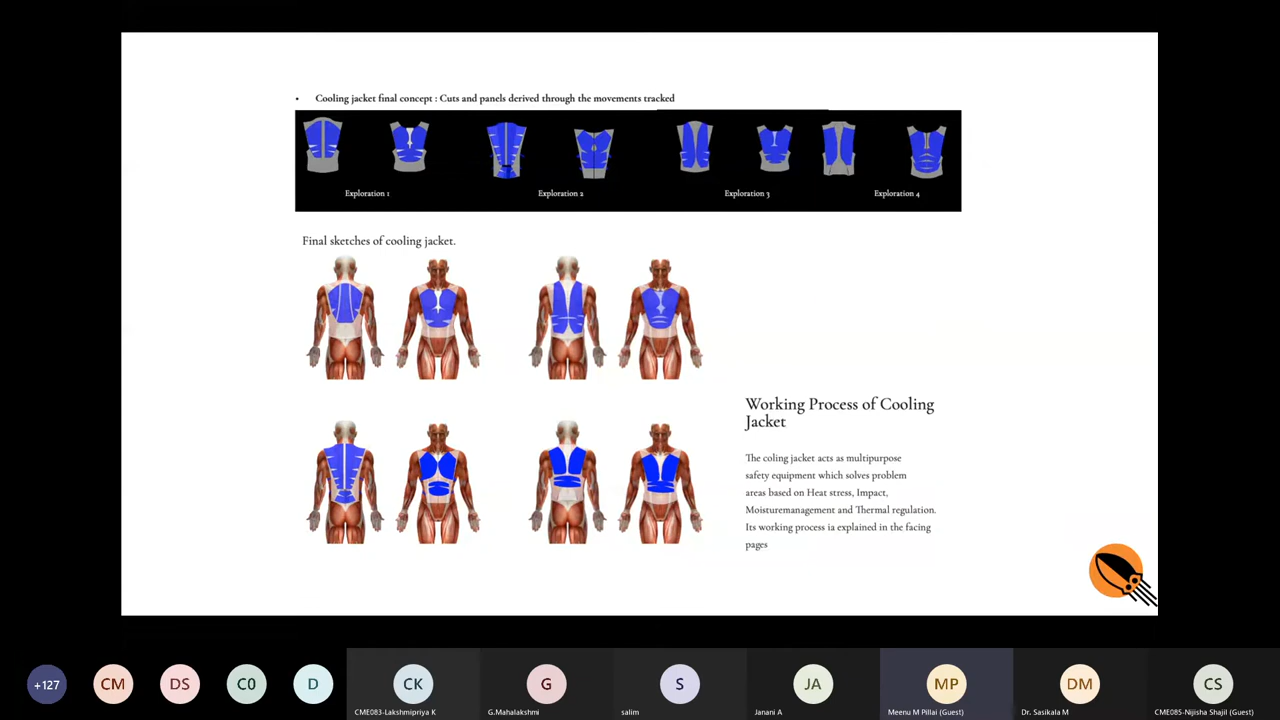 • Cooling jacket final concept : Cuts and panels derived through the movements tracked
Exploration 1
Exploration 2
Exploration 3
Exploration 4
Final sketches of cooling jacket.
Working Process of Cooling
Jacket
The coling jacket acts as multipurpose
safety equipment which solves problem
areas based on Heat stress, Impact,
Moisturemanagement and Thermal regulation.
Its working process ia explained in the facing
pages
+127
CM
DS
C0
D
CK
G
S
JA
MP
DM
CS
CME083-Lakshmipriya K
G.Mahalakshmi
salim
Janani A
Meenu M Pillai (Guest)
Dr. Sasikala M
CME085-Nijisha Shajil (Guest)